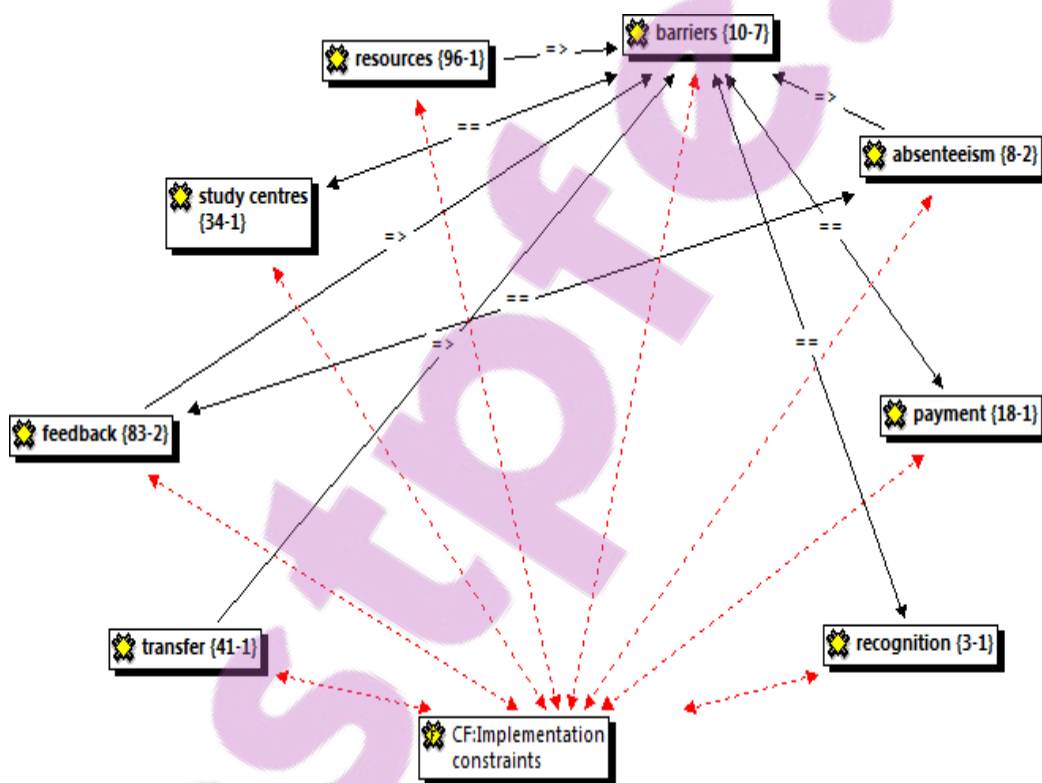 barriers {10-7}
resources {96-1}
=>
=>
==
absenteeism {8-2}
study centres
{34-1}
=>
==
==
=>
==
payment {18-1}
feedback {83-2}
transfer {41-1}
recognition {3-1}
CF:Implementation
constraints
stpfe.